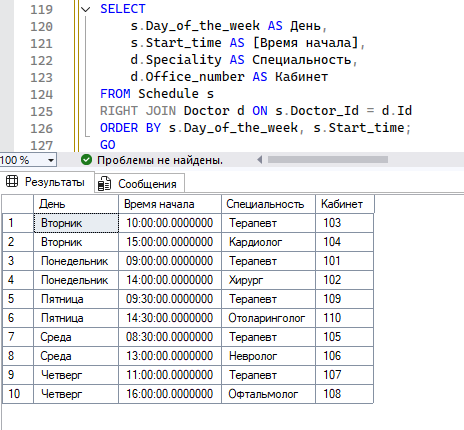 119 SELECT
120 s.Day_of_the_week AS День,
121 s.Start_time AS [Время начала],
122 d.Speciality AS Специальность,
123 d.Office_number AS Кабинет
124 FROM Schedule s
125 RIGHT JOIN Doctor d ON s.Doctor_Id = d.Id
126 ORDER BY s.Day_of_the_week, s.Start_time;
127 GO
100 % Проблемы не найдены.
Результаты Сообщения
День Время начала Специальность Кабинет
1 Вторник 10:00:00.0000000 Терапевт 103
2 Вторник 15:00:00.0000000 Кардиолог 104
3 Понедельник 09:00:00.0000000 Терапевт 101
4 Понедельник 14:00:00.0000000 Хирург 102
5 Пятница 09:30:00.0000000 Терапевт 109
6 Пятница 14:30:00.0000000 Отоларинголог 110
7 Среда 08:30:00.0000000 Терапевт 105
8 Среда 13:00:00.0000000 Невролог 106
9 Четверг 11:00:00.0000000 Терапевт 107
10 Четверг 16:00:00.0000000 Офтальмолог 108